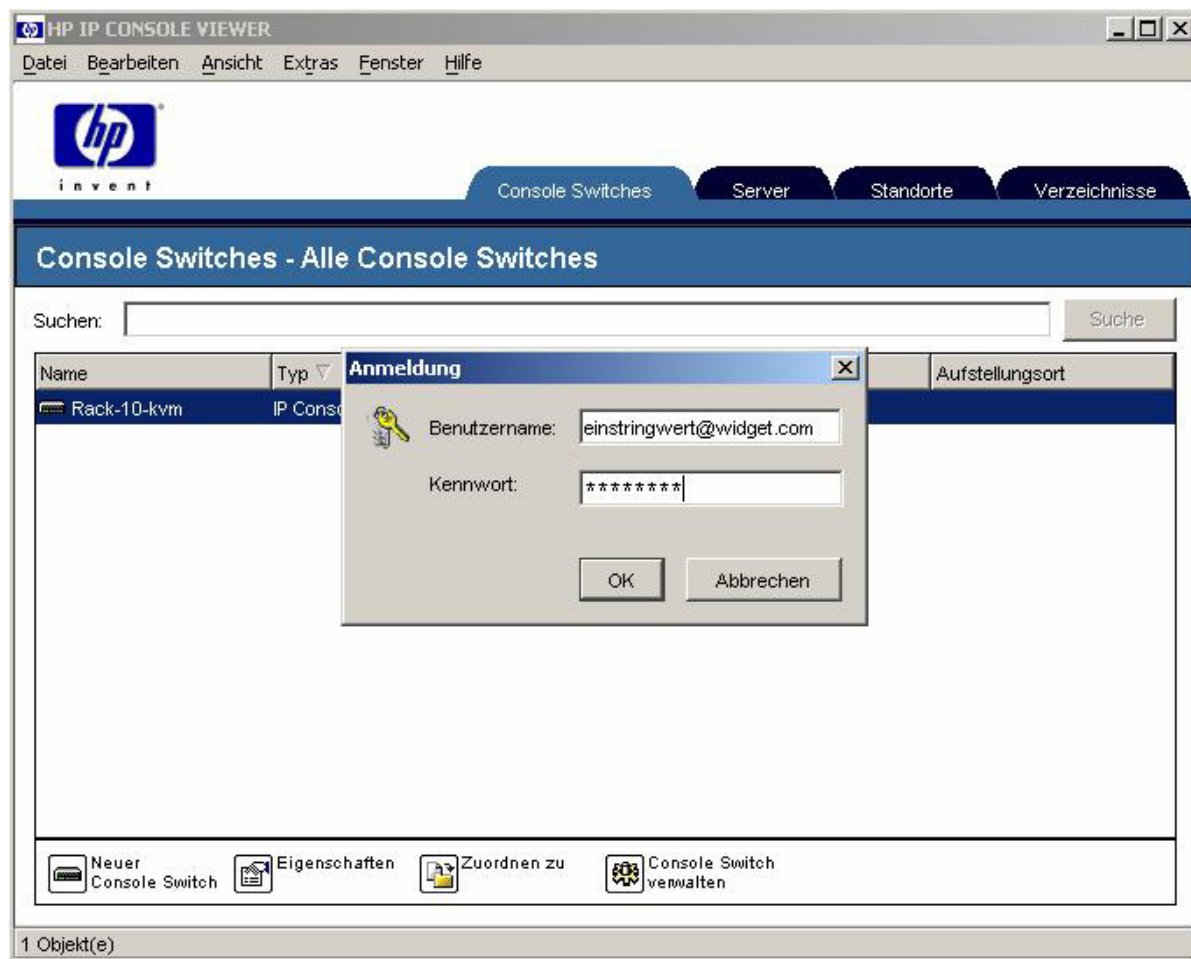 HP IP CONSOLE VIEWER
Datei Bearbeiten Ansicht Extras Fenster Hilfe
hp
invent
Console Switches Server Standorte Verzeichnisse
Console Switches - Alle Console Switches
Suchen: Suche
Name Typ Aufstellungsort
Rack-10-kvm IP Conso
Anmeldung
Benutzername: einstringwert@widget.com
Kennwort: ********
OK Abbrechen
Neuer
Console Switch
Eigenschaften
Zuordnen zu
Console Switch
verwalten
1 Objekt(e)